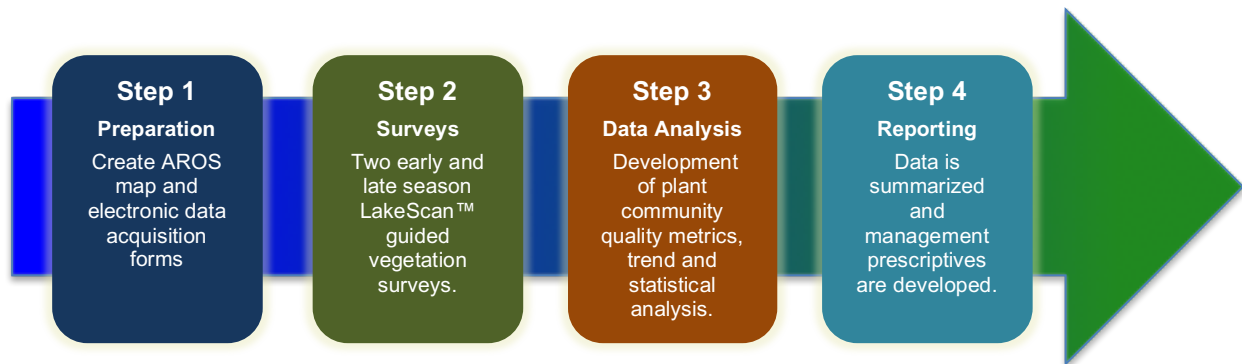 Step 1
Preparation
Create AROS
map and
electronic data
acquisition
forms
Step 2
Surveys
Two early and
late season
LakeScan™
guided
vegetation
surveys.
Step 3
Data Analysis
Development
of plant
community
quality metrics,
trend and
statistical
analysis.
Step 4
Reporting
Data is
summarized
and
management
prescriptives
are developed.